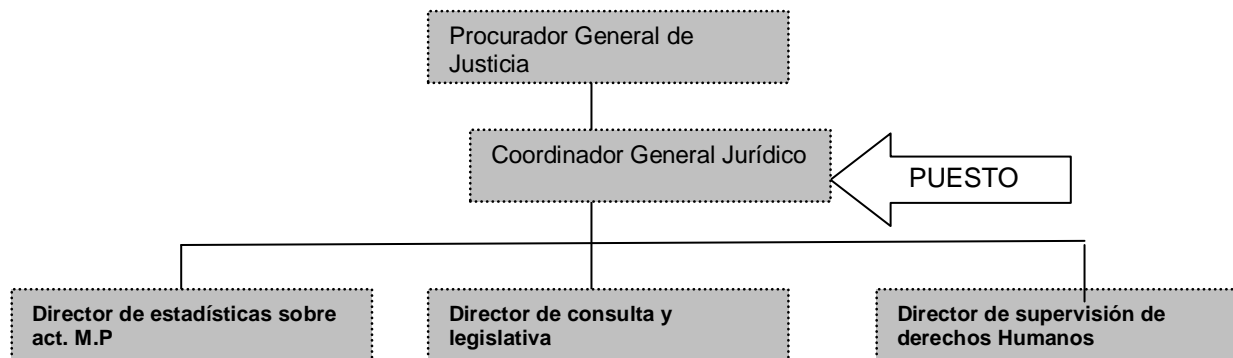 Procurador General de
Justicia
Coordinador General Jurídico
PUESTO
Director de estadísticas sobre
act. M.P
Director de consulta y
legislativa
Director de supervisión de
derechos Humanos